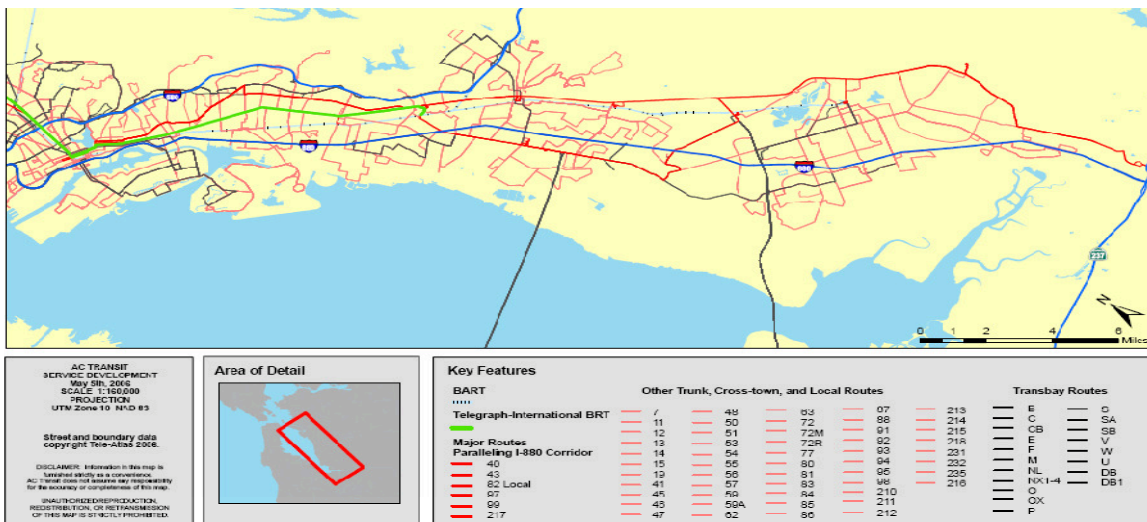 237
N
0 1 2 4 6
Miles
AC TRANSIT
SERVICE DEVELOPMENT
May 5th, 2006
SCALE 1:160,000
PROJECTION
UTM Zone 10 NAD 83
Street and boundary data
copyright Tele-Atlas 2006.
DISCLAIMER: Information in this map is
furnished strictly as a convenience.
AC Transit does not assume any responsibility
for the accuracy or completeness of this map.
UNAUTHORIZED REPRODUCTION,
REDISTRIBUTION, OR RETRANSMISSION
OF THIS MAP IS STRICTLY PROHIBITED.
Area of Detail
Key Features
BART
Telegraph-International BRT
Major Routes
Paralleling I-880 Corridor
40
43
82 Local
97
99
217
Other Trunk, Cross-town, and Local Routes
7
11
12
13
14
15
19
41
45
46
47
48
50
51
53
54
55
56
57
59
59A
62
63
72
72M
72R
77
80
81
83
84
85
86
88
91
92
93
94
95
98
210
211
212
213
214
215
218
231
232
235
216
Transbay Routes
C
CB
E
F
M
NL
NX1-4
O
OX
P
S
SA
SB
V
W
U
DB
DB1